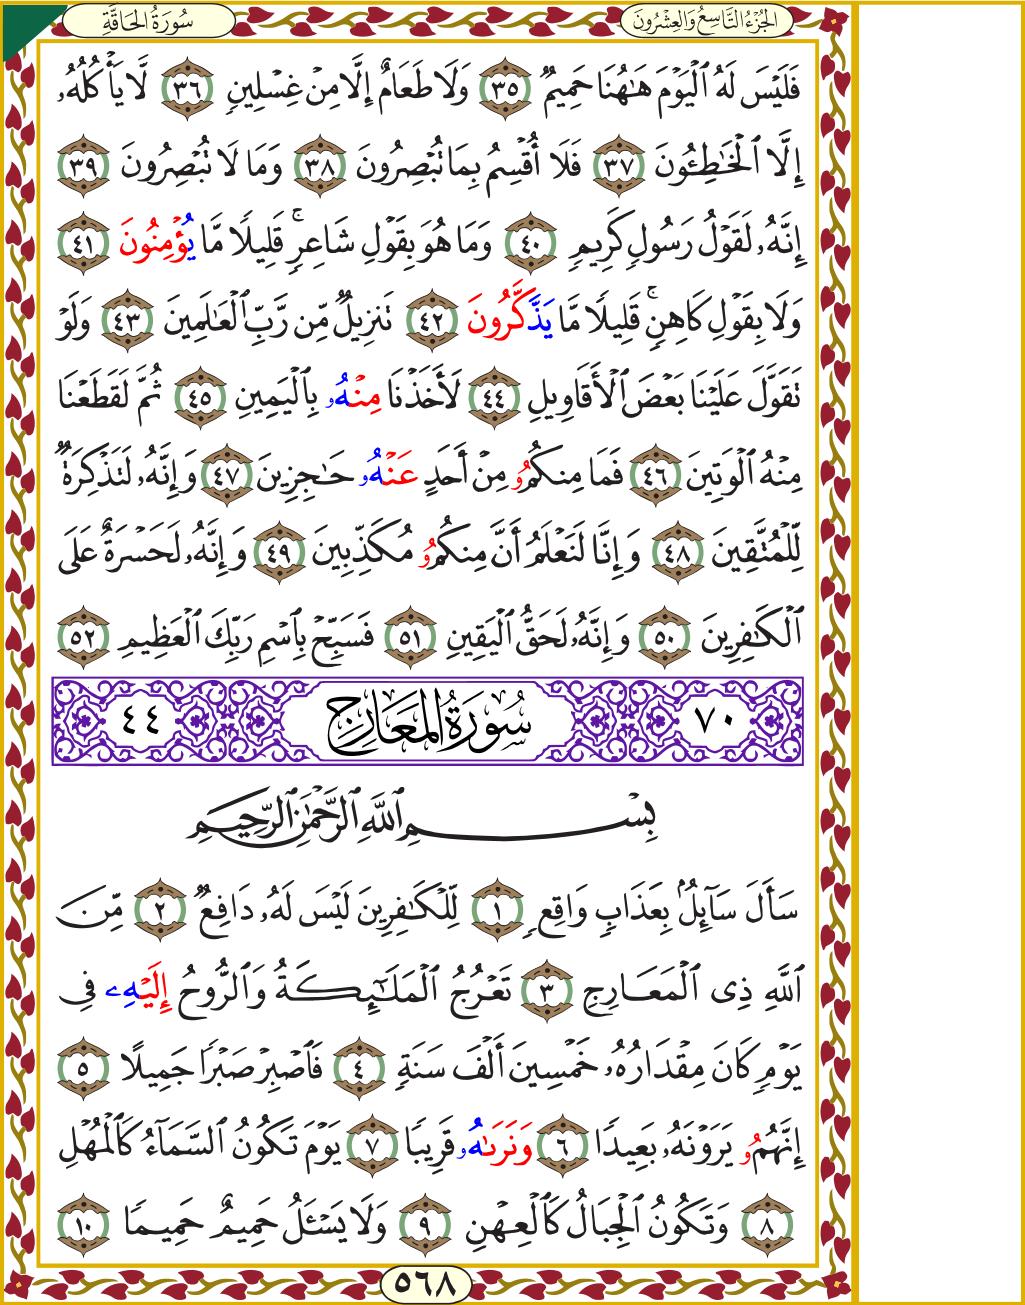 الجُزْءُ التَّاسِعُ وَالعِشْرُونَ سُورَةُ الحَاقَّةِ
فَلَيْسَ لَهُ ٱلْيَوْمَ هَـٰهُنَا حَمِيمٌ ٣٥ وَلَا طَعَامٌ إِلَّا مِنْ غِسْلِينٍ ٣٦ لَّا يَأْكُلُهُۥ
إِلَّا ٱلْخَـٰطِـُٔونَ ٣٧ فَلَا أُقْسِمُ بِمَا تُبْصِرُونَ ٣٨ وَمَا لَا تُبْصِرُونَ ٣٩
إِنَّهُۥ لَقَوْلُ رَسُولٍ كَرِيمٍ ٤٠ وَمَا هُوَ بِقَوْلِ شَاعِرٍ ۚ قَلِيلًا مَّا يُؤْمِنُونَ ٤١
وَلَا بِقَوْلِ كَاهِنٍ ۚ قَلِيلًا مَّا يَذَّكَّرُونَ ٤٢ تَنزِيلٌ مِّن رَّبِّ ٱلْعَـٰلَمِينَ ٤٣ وَلَوْ
تَقَوَّلَ عَلَيْنَا بَعْضَ ٱلْأَقَاوِيلِ ٤٤ لَأَخَذْنَا مِنْهُۥ بِٱلْيَمِينِ ٤٥ ثُمَّ لَقَطَعْنَا
مِنْهُ ٱلْوَتِينَ ٤٦ فَمَا مِنكُمُۥ مِنْ أَحَدٍ عَنْهُۥ حَـٰجِزِينَ ٤٧ وَإِنَّهُۥ لَتَذْكِرَةٌ
لِّلْمُتَّقِينَ ٤٨ وَإِنَّا لَنَعْلَمُ أَنَّ مِنكُمُۥ مُكَذِّبِينَ ٤٩ وَإِنَّهُۥ لَحَسْرَةٌ عَلَى
ٱلْكَـٰفِرِينَ ٥٠ وَإِنَّهُۥ لَحَقُّ ٱلْيَقِينِ ٥١ فَسَبِّحْ بِٱسْمِ رَبِّكَ ٱلْعَظِيمِ ٥٢
٧٠ سُورَةُ المَعَارِجِ ٤٤
بِسْمِ ٱللَّهِ ٱلرَّحْمَـٰنِ ٱلرَّحِيمِ
سَأَلَ سَآئِلٌۢ بِعَذَابٍ وَاقِعٍ ١ لِّلْكَـٰفِرِينَ لَيْسَ لَهُۥ دَافِعٌ ٢ مِّنَ
ٱللَّهِ ذِى ٱلْمَعَارِجِ ٣ تَعْرُجُ ٱلْمَلَـٰٓئِكَةُ وَٱلرُّوحُ إِلَيْهِۦ فِى
يَوْمٍ كَانَ مِقْدَارُهُۥ خَمْسِينَ أَلْفَ سَنَةٍ ٤ فَٱصْبِرْ صَبْرًا جَمِيلًا ٥
إِنَّهُمُۥ يَرَوْنَهُۥ بَعِيدًا ٦ وَنَرَىٰهُۥ قَرِيبًا ٧ يَوْمَ تَكُونُ ٱلسَّمَآءُ كَٱلْمُهْلِ
٨ وَتَكُونُ ٱلْجِبَالُ كَٱلْعِهْنِ ٩ وَلَا يَسْـَٔلُ حَمِيمٌ حَمِيمًا ١٠
٥٦٨